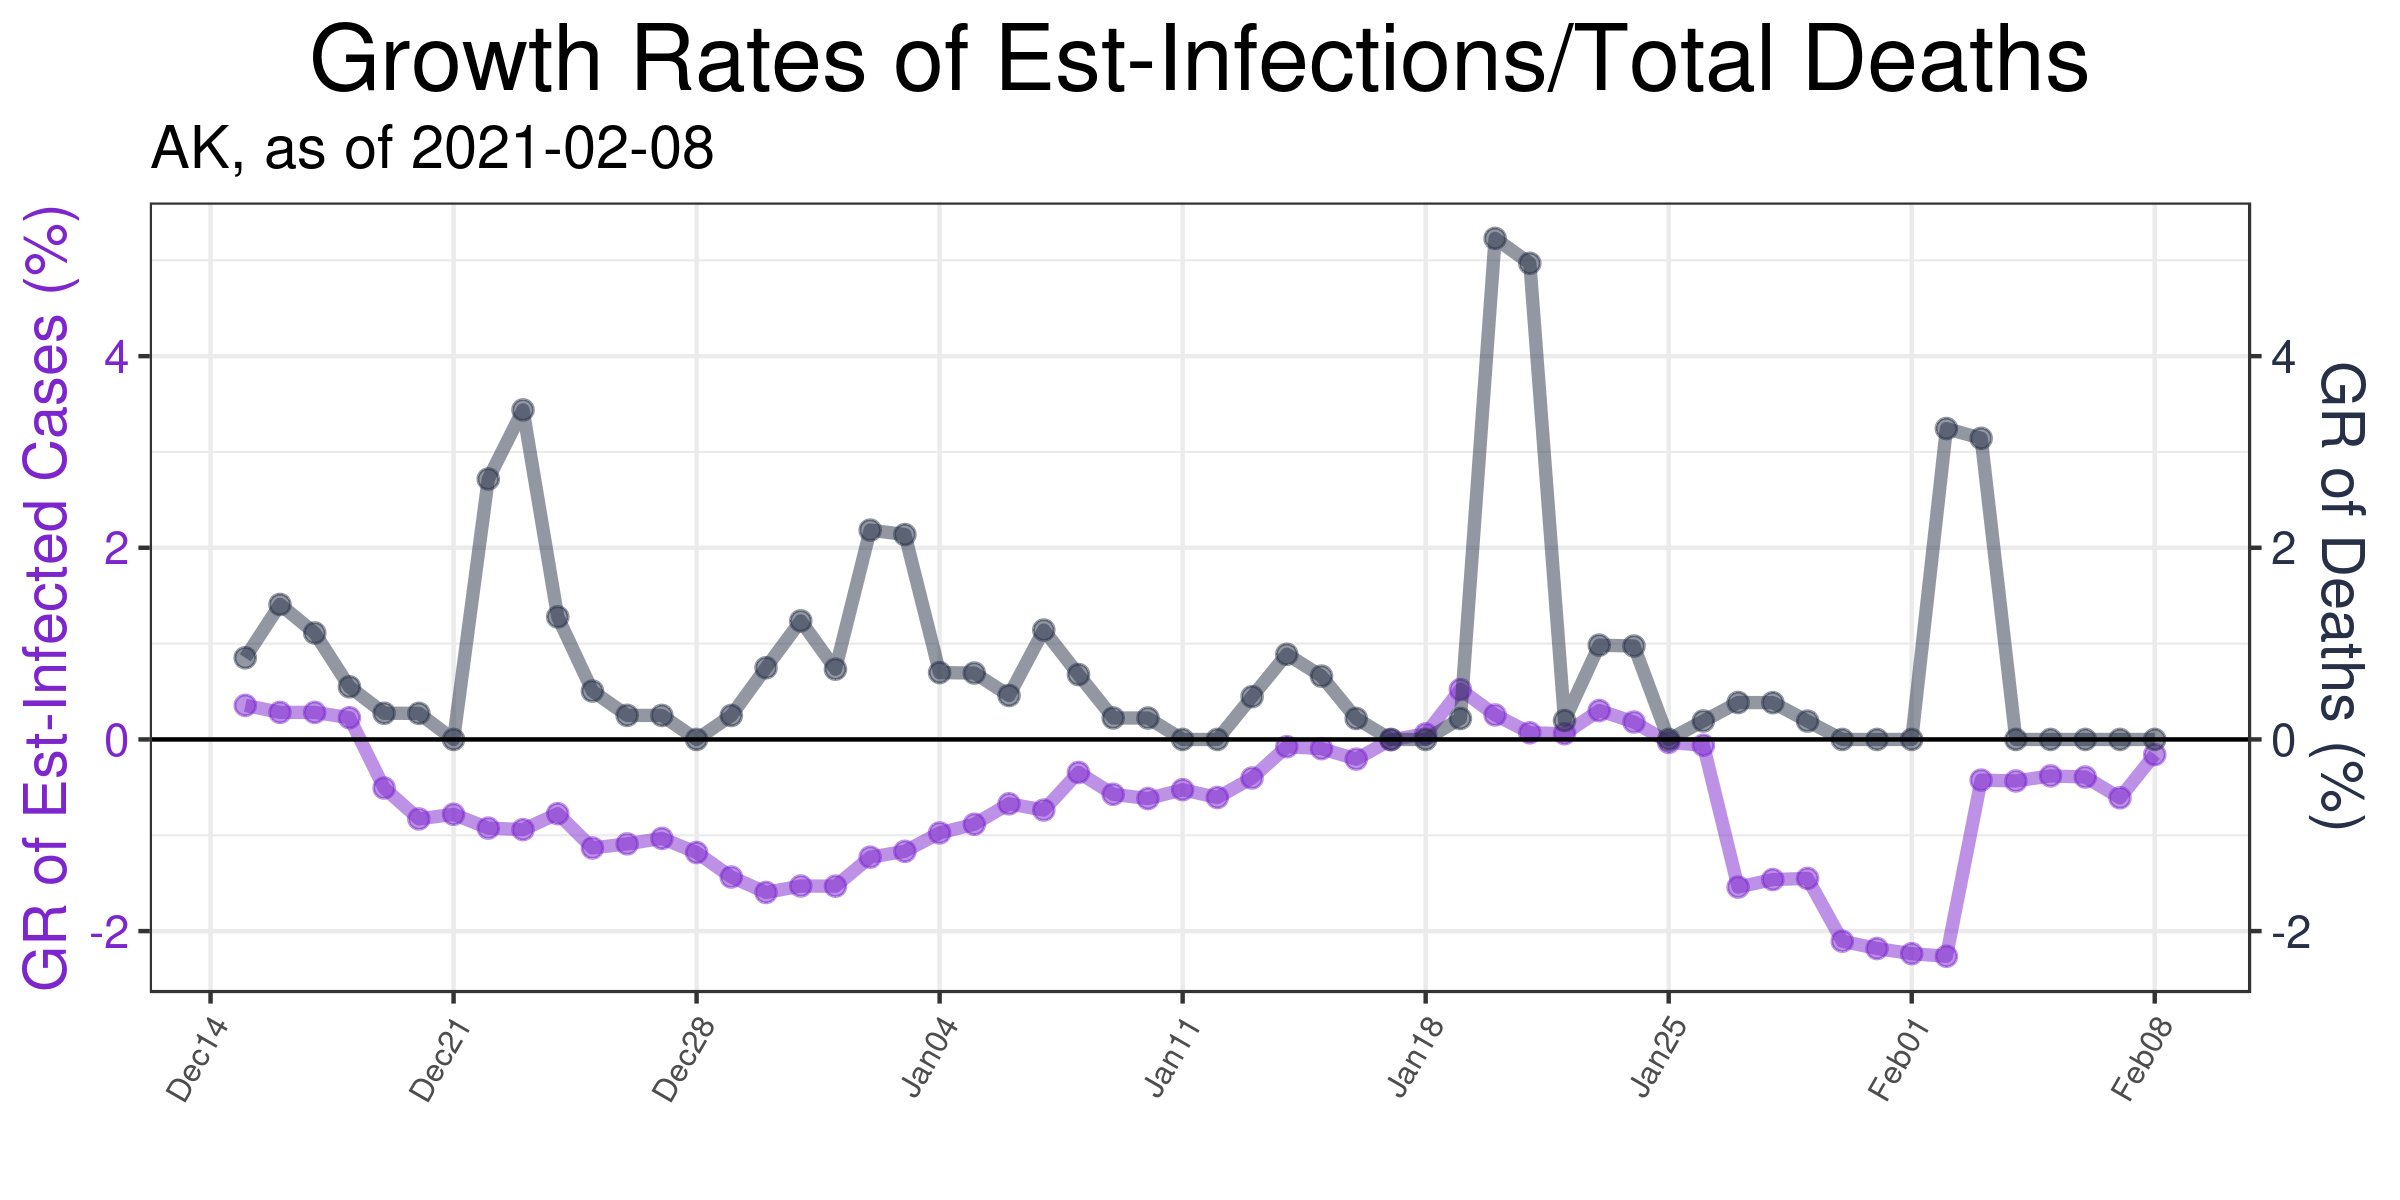 Growth Rates of Est-Infections/Total Deaths
AK, as of 2021-02-08
GR of Est-Infected Cases (%)
4
2
0
-2
4
2
0
-2
GR of Deaths (%)
Dec14
Dec21
Dec28
Jan04
Jan11
Jan18
Jan25
Feb01
Feb08